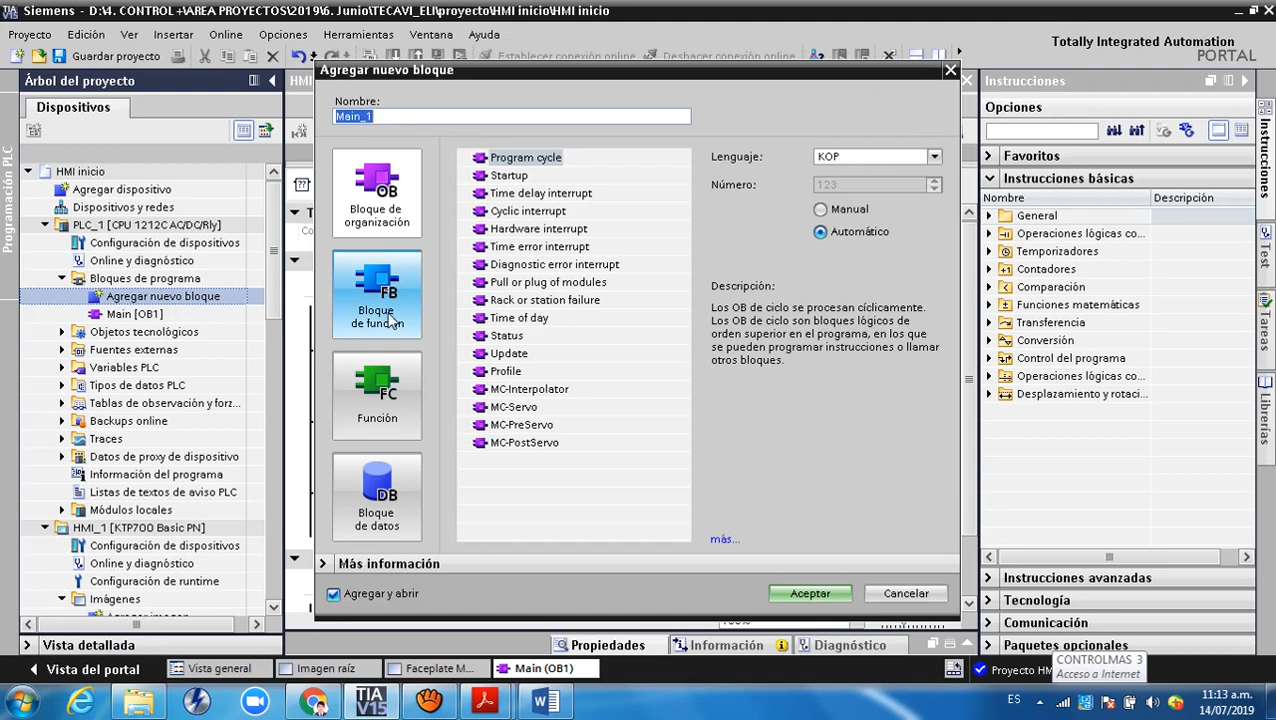 TIA V15 Siemens - D:\4. CONTROL +\AREA PROYECTOS\2019\6. Junio\TECAVI_ELI\proyecto\HMI inicio\HMI inicio
Proyecto Edición Ver Insertar Online Opciones Herramientas Ventana Ayuda
Totally Integrated Automation
PORTAL
Guardar proyecto
Establecer conexión online Deshacer conexión online
Árbol del proyecto
Dispositivos
Programación PLC
HMI inicio
Agregar dispositivo
Dispositivos y redes
PLC_1 [CPU 1212C AC/DC/Rly]
Configuración de dispositivos
Online y diagnóstico
Bloques de programa
Agregar nuevo bloque
Main [OB1]
Objetos tecnológicos
Fuentes externas
Variables PLC
Tipos de datos PLC
Tablas de observación y forz...
Backups online
Traces
Datos de proxy de dispositivo
Información del programa
Listas de textos de aviso PLC
Módulos locales
HMI_1 [KTP700 Basic PN]
Configuración de dispositivos
Online y diagnóstico
Configuración de runtime
Imágenes
Vista detallada
Agregar nuevo bloque
Nombre:
Main_1
OB
Bloque de
organización
FB
Bloque
de función
FC
Función
DB
Bloque
de datos
Program cycle
Startup
Time delay interrupt
Cyclic interrupt
Hardware interrupt
Time error interrupt
Diagnostic error interrupt
Pull or plug of modules
Rack or station failure
Time of day
Status
Update
Profile
MC-Interpolator
MC-Servo
MC-PreServo
MC-PostServo
Lenguaje: KOP
Número: 123
Manual
Automático
Descripción:
Los OB de ciclo se procesan cíclicamente.
Los OB de ciclo son bloques lógicos de
orden superior en el programa, en los que
se pueden programar instrucciones o llamar
otros bloques.
más...
Más información
Agregar y abrir
Aceptar Cancelar
Instrucciones
Opciones
Favoritos
Instrucciones básicas
Nombre Descripción
General
Operaciones lógicas co...
Temporizadores
Contadores
Comparación
Funciones matemáticas
Transferencia
Conversión
Control del programa
Operaciones lógicas co...
Desplazamiento y rotaci...
Instrucciones avanzadas
Tecnología
Comunicación
Paquetes opcionales
Instrucciones
Test
Tareas
Librerías
Propiedades Información Diagnóstico
Vista del portal Vista general Imagen raíz Faceplate M... Main (OB1)
Proyecto HM
CONTROLMAS 3
Acceso a Internet
TIA V15
ES
11:13 a.m.
14/07/2019